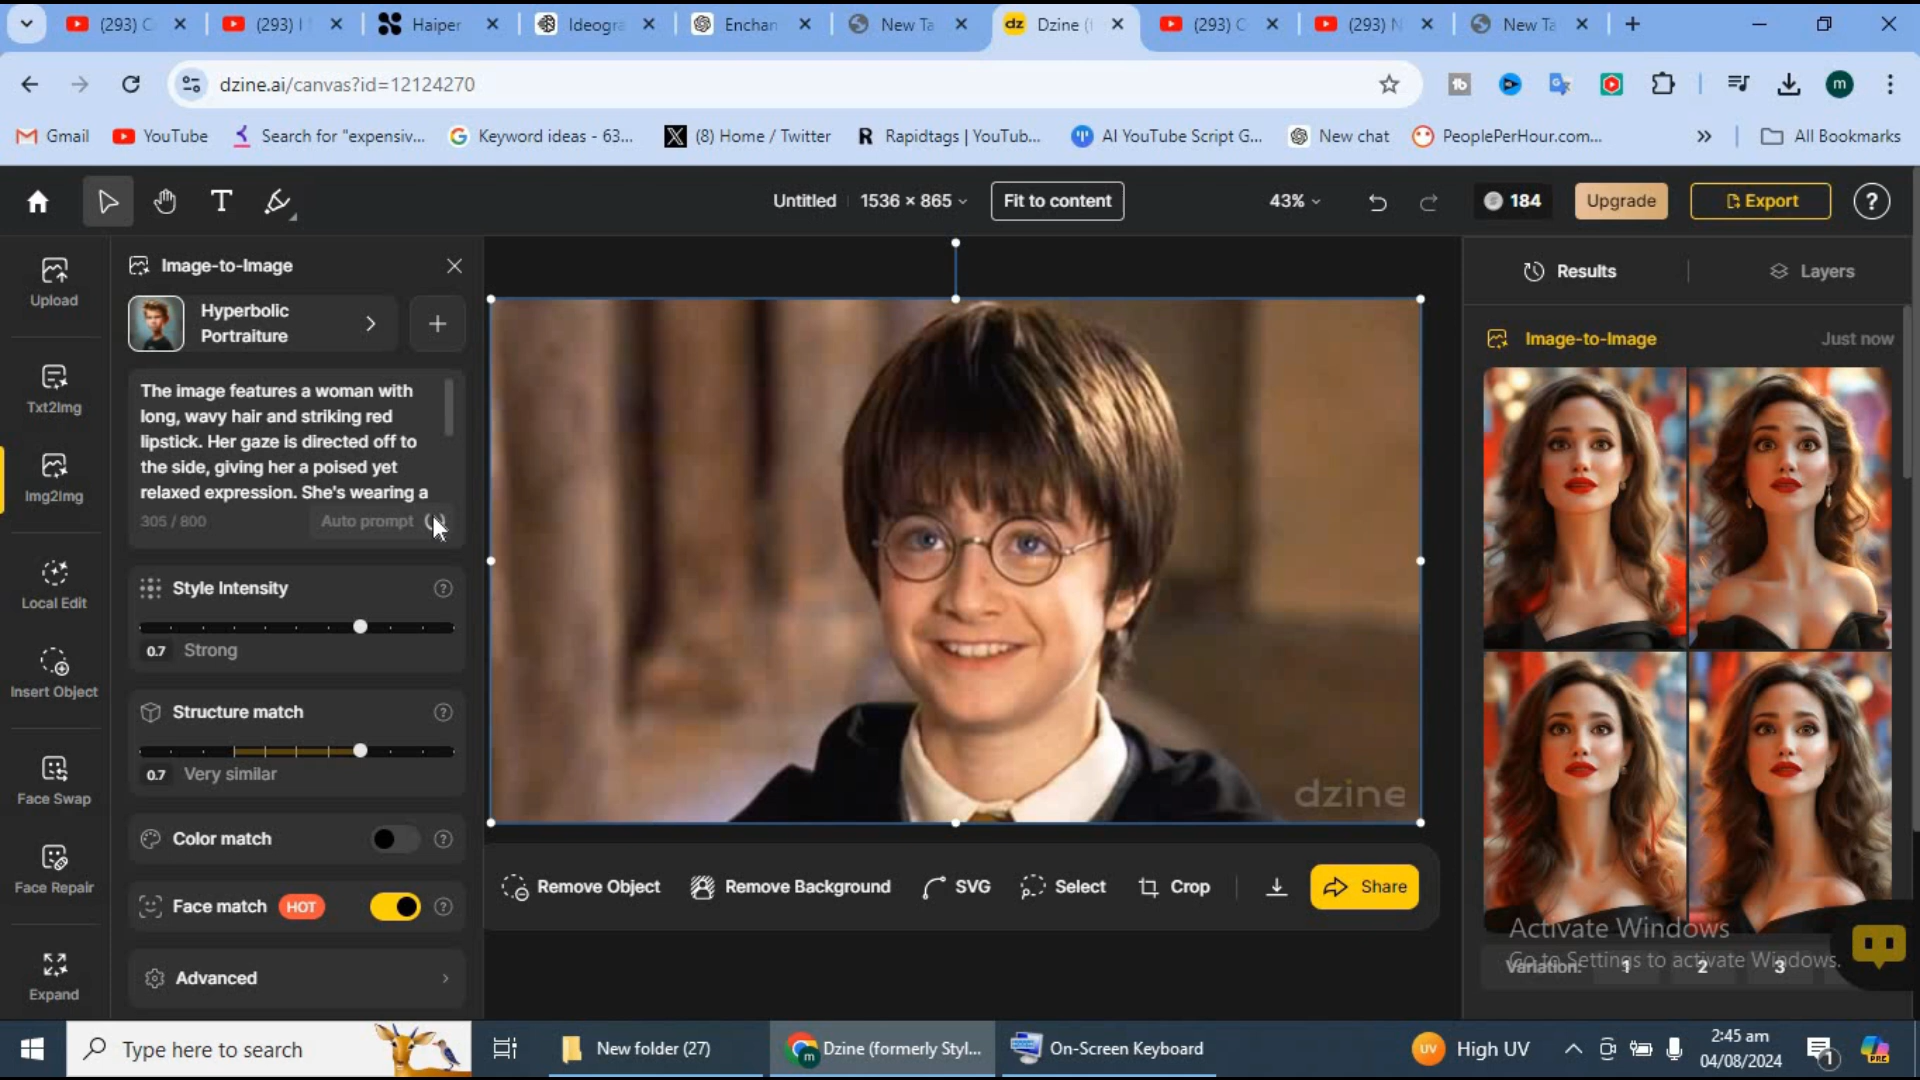 (293) C
(293) I
Haiper
Ideogra
Enchan
New Ta
Dzine (f
(293) C
(293) N
New Ta
dzine.ai/canvas?id=12124270
Gmail
YouTube
Search for "expensiv...
Keyword ideas - 63...
(8) Home / Twitter
Rapidtags | YouTub...
AI YouTube Script G...
New chat
PeoplePerHour.com...
All Bookmarks
Untitled
1536 × 865
Fit to content
43%
184
Upgrade
Export
Upload
Txt2Img
Img2Img
Local Edit
Insert Object
Face Swap
Face Repair
Expand
Image-to-Image
Hyperbolic
Portraiture
The image features a woman with
long, wavy hair and striking red
lipstick. Her gaze is directed off to
the side, giving her a poised yet
relaxed expression. She's wearing a
305 / 800
Auto prompt
Style Intensity
0.7 Strong
Structure match
0.7 Very similar
Color match
Face match HOT
Advanced
dzine
Remove Object
Remove Background
SVG
Select
Crop
Share
Results
Layers
Image-to-Image
Just now
Activate Windows
Go to Settings to activate Windows.
Variation: 1 2 3
Type here to search
New folder (27)
Dzine (formerly Styl...
On-Screen Keyboard
High UV
2:45 am
04/08/2024